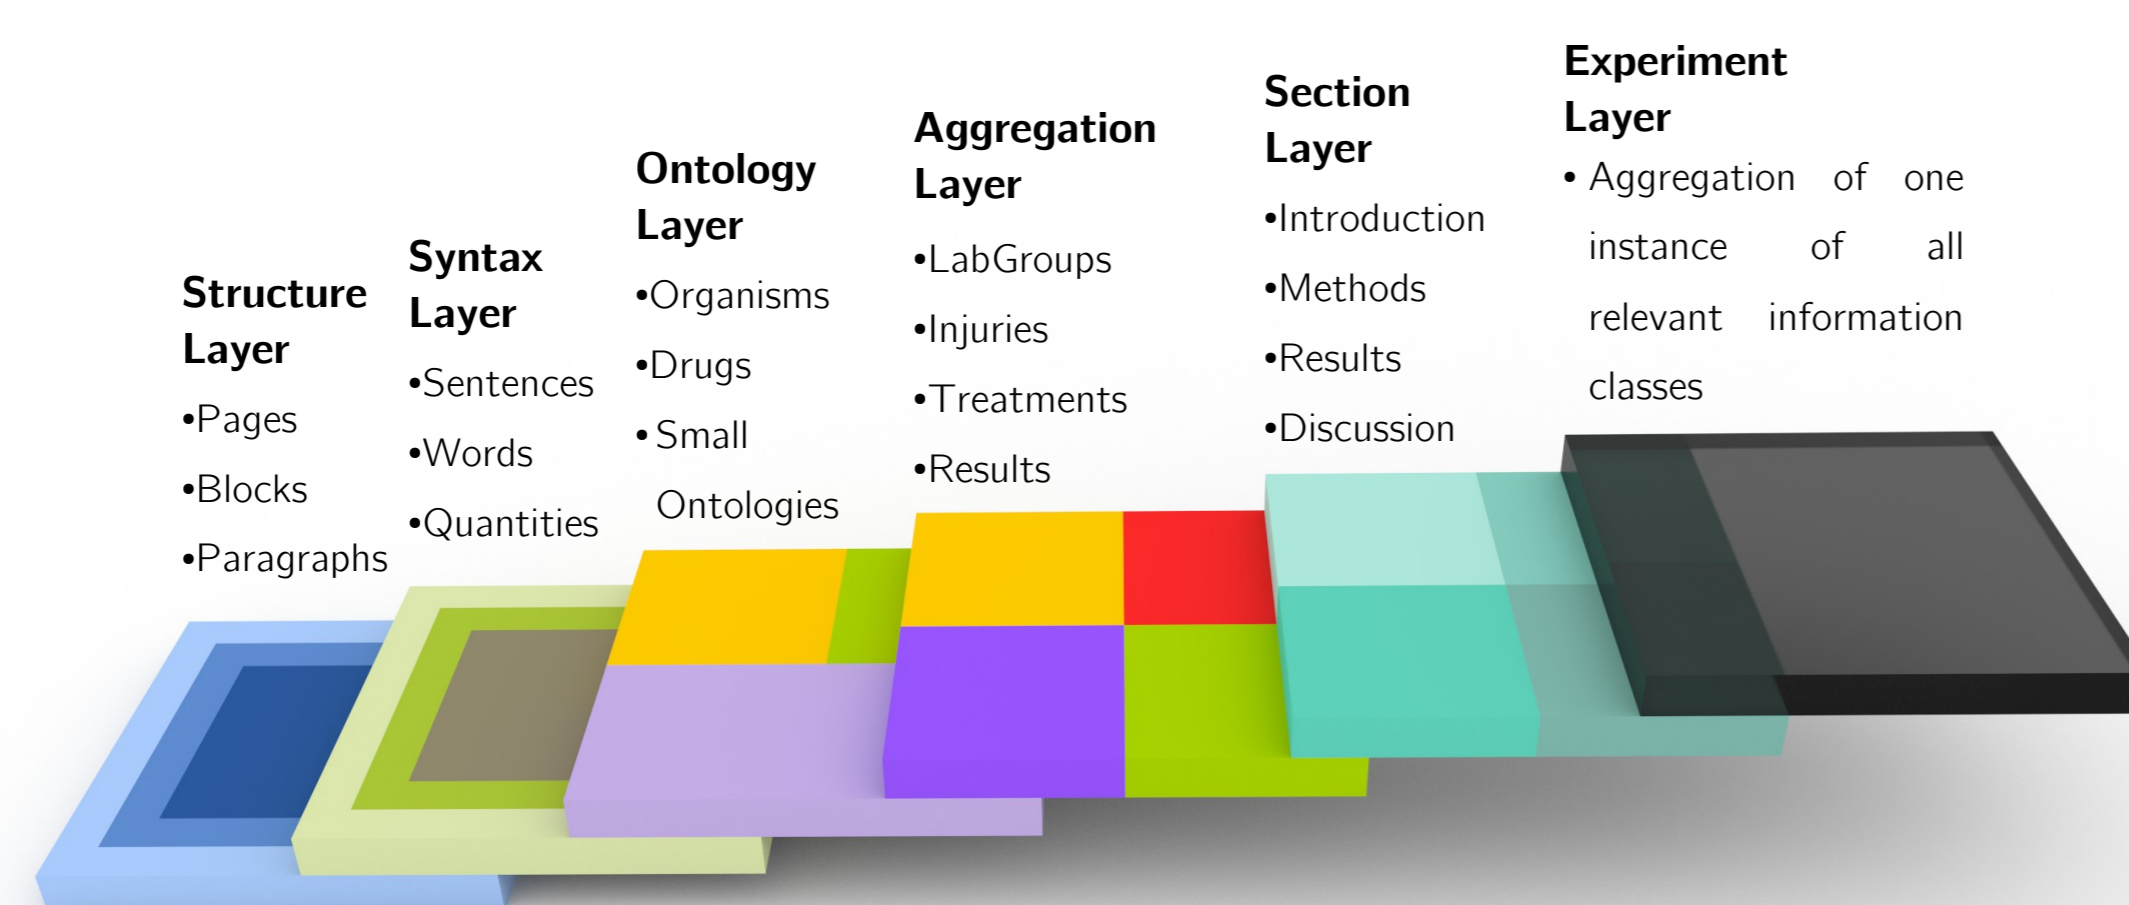 Structure
Layer
•Pages
•Blocks
•Paragraphs
Syntax
Layer
•Sentences
•Words
•Quantities
Ontology
Layer
•Organisms
•Drugs
• Small
Ontologies
Aggregation
Layer
•LabGroups
•Injuries
•Treatments
•Results
Section
Layer
•Introduction
•Methods
•Results
•Discussion
Experiment
Layer
• Aggregation of one
instance of all
relevant information
classes